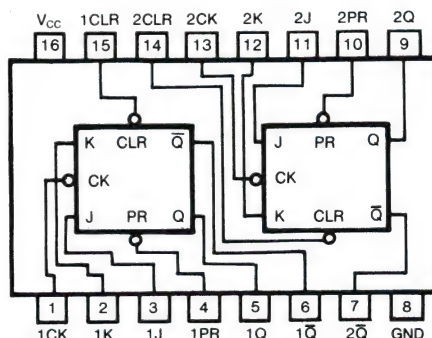 V_CC 1CLR 2CLR 2CK 2K 2J 2PR 2Q
16 15 14 13 12 11 10 9
K CLR Q̅ J PR Q
CK CK
J PR Q K CLR Q̅
1 2 3 4 5 6 7 8
1CK 1K 1J 1PR 1Q 1Q̅ 2Q̅ GND